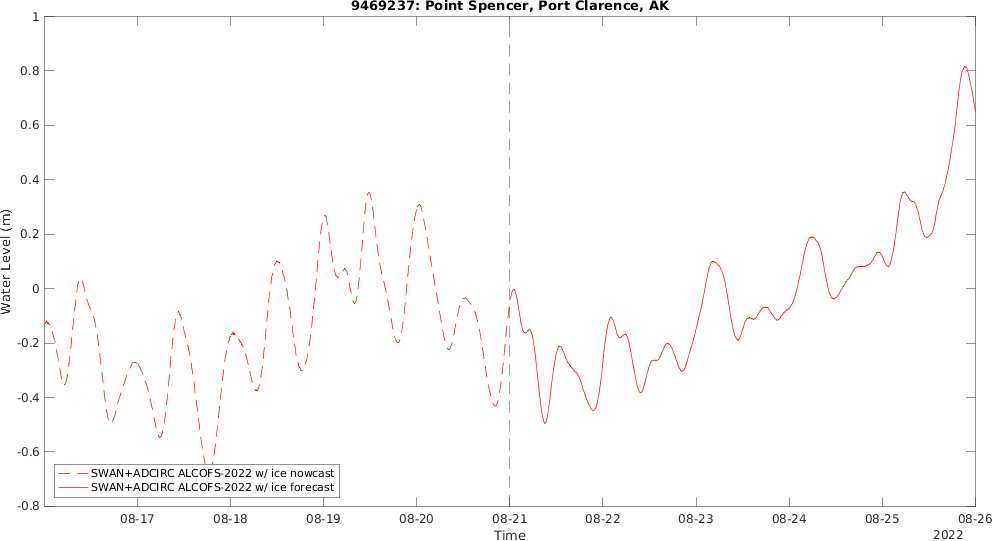 9469237: Point Spencer, Port Clarence, AK
1
0.8
0.6
0.4
0.2
0
-0.2
-0.4
-0.6
-0.8
Water Level (m)
SWAN+ADCIRC ALCOFS-2022 w/ ice nowcast
SWAN+ADCIRC ALCOFS-2022 w/ ice forecast
08-17 08-18 08-19 08-20 08-21 08-22 08-23 08-24 08-25 08-26
Time
2022